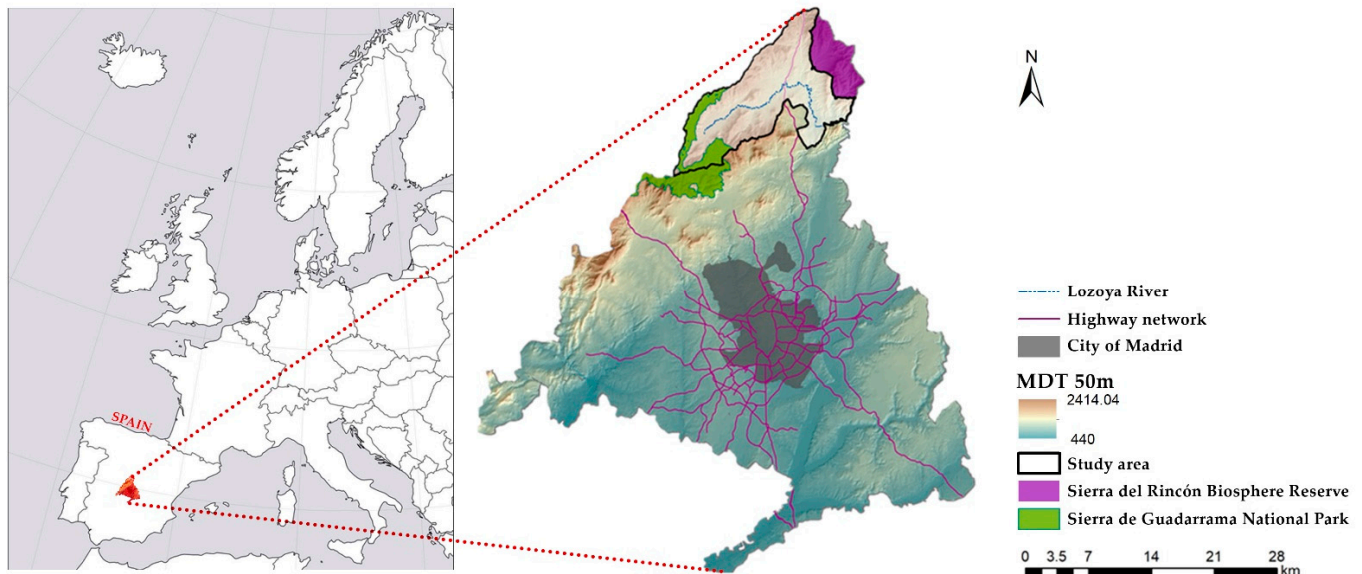 SPAIN
N
Lozoya River
Highway network
City of Madrid
MDT 50m
2414.04
440
Study area
Sierra del Rincón Biosphere Reserve
Sierra de Guadarrama National Park
0 3.5 7 14 21 28
km